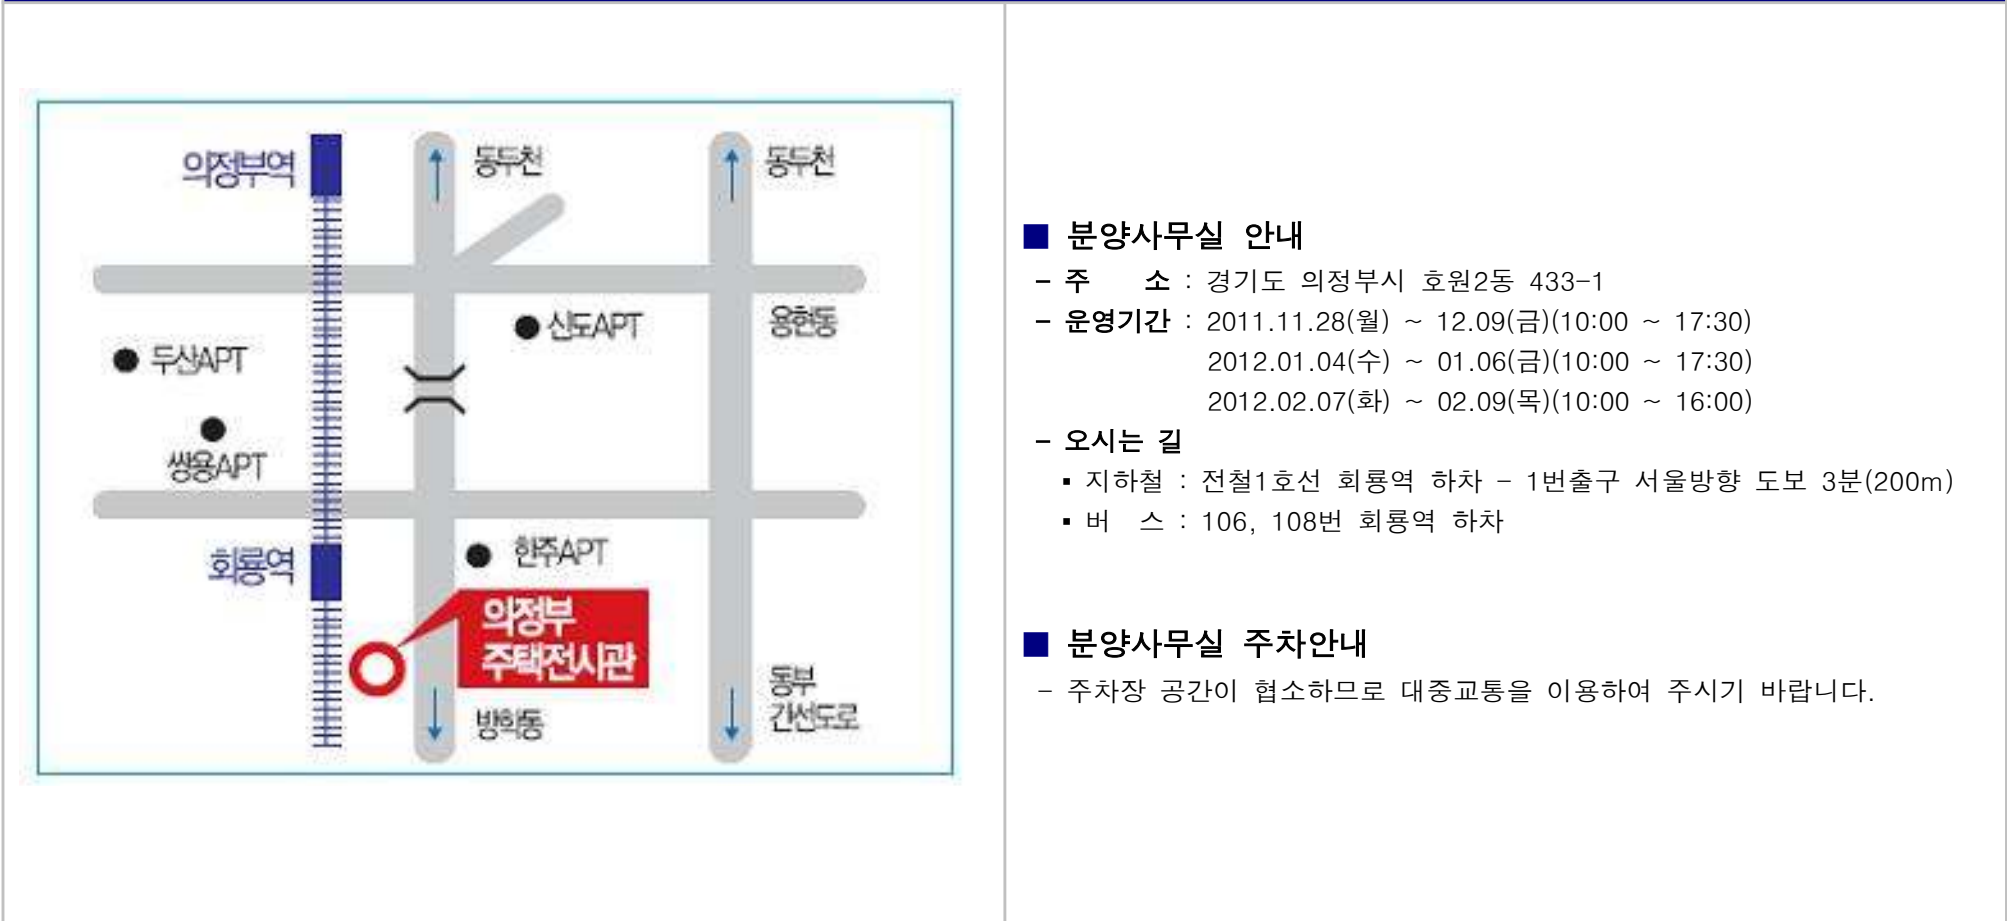 의정부역
동두천
동두천
신도APT
용현동
두산APT
쌍용APT
한주APT
회룡역
의정부
주택전시관
동부
간선도로
방학동
■ 분양사무실 안내
- 주 소 : 경기도 의정부시 호원2동 433-1
- 운영기간 : 2011.11.28(월) ~ 12.09(금)(10:00 ~ 17:30)
2012.01.04(수) ~ 01.06(금)(10:00 ~ 17:30)
2012.02.07(화) ~ 02.09(목)(10:00 ~ 16:00)
- 오시는 길
▪ 지하철 : 전철1호선 회룡역 하차 - 1번출구 서울방향 도보 3분(200m)
▪ 버 스 : 106, 108번 회룡역 하차
■ 분양사무실 주차안내
- 주차장 공간이 협소하므로 대중교통을 이용하여 주시기 바랍니다.